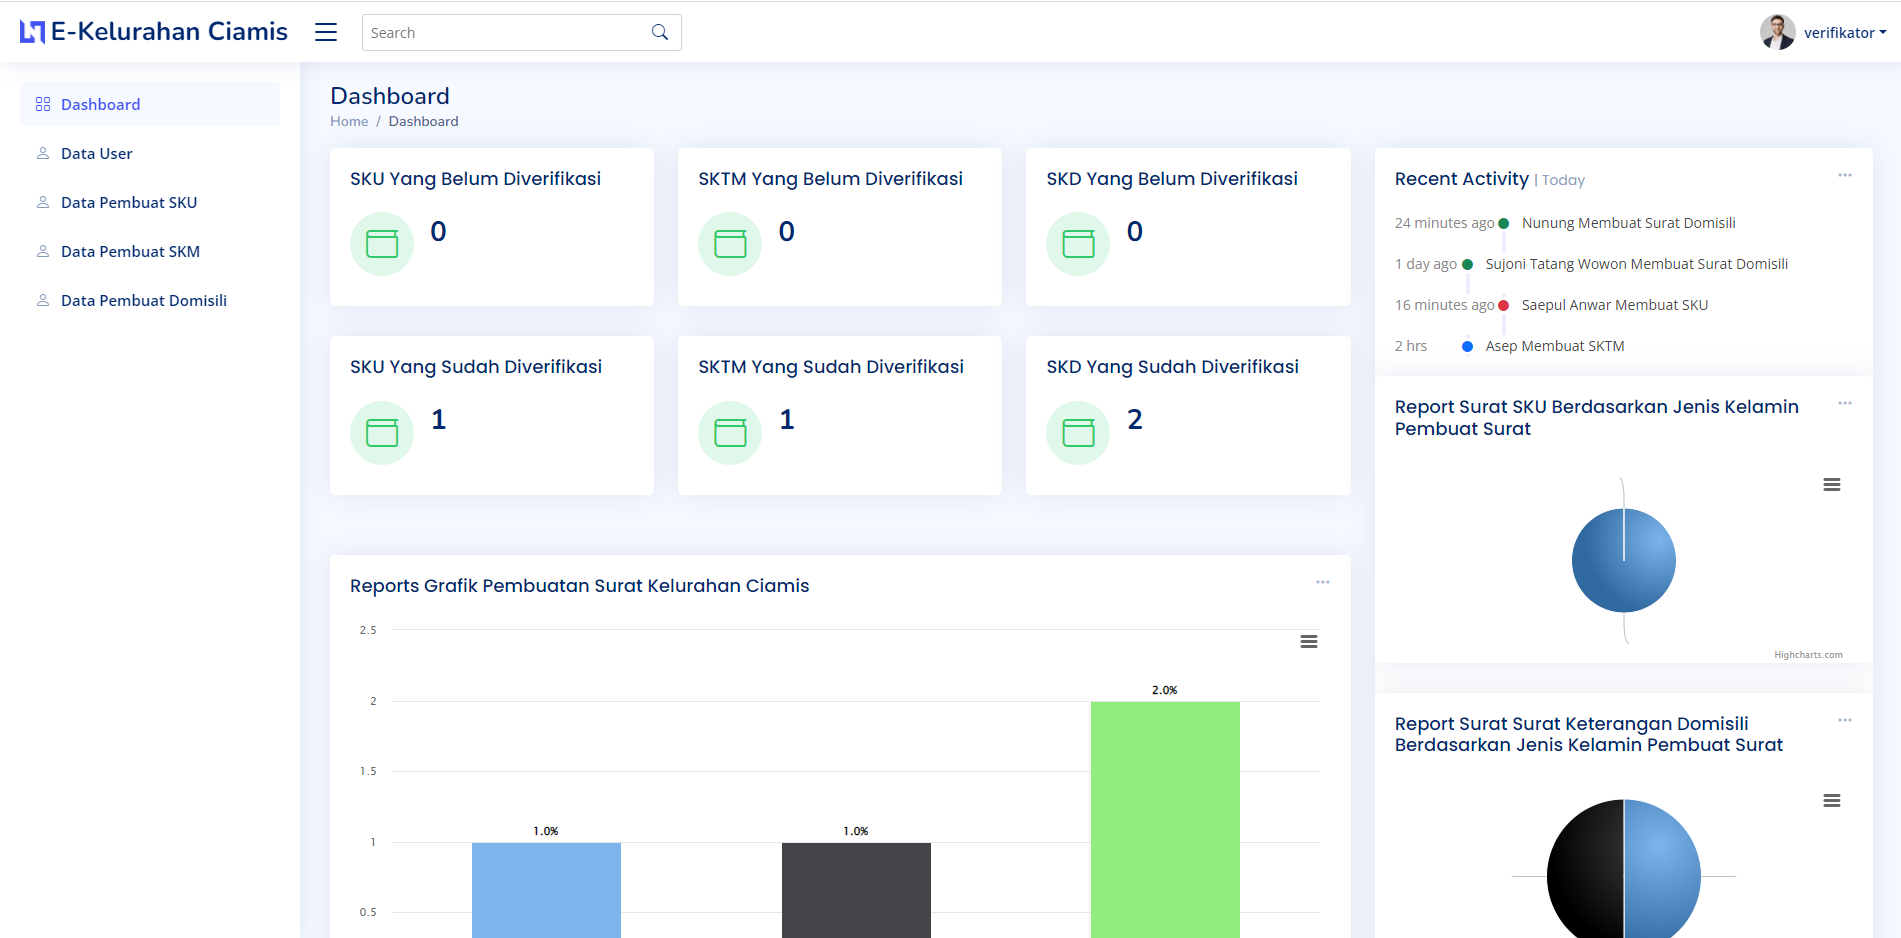 E-Kelurahan Ciamis
Search
verifikator
Dashboard
Data User
Data Pembuat SKU
Data Pembuat SKM
Data Pembuat Domisili
Dashboard
Home / Dashboard
SKU Yang Belum Diverifikasi
0
SKTM Yang Belum Diverifikasi
0
SKD Yang Belum Diverifikasi
0
SKU Yang Sudah Diverifikasi
1
SKTM Yang Sudah Diverifikasi
1
SKD Yang Sudah Diverifikasi
2
Reports Grafik Pembuatan Surat Kelurahan Ciamis
2.5
2
1.5
1
0.5
1.0%
1.0%
2.0%
Recent Activity | Today
24 minutes ago Nunung Membuat Surat Domisili
1 day ago Sujoni Tatang Wowon Membuat Surat Domisili
16 minutes ago Saepul Anwar Membuat SKU
2 hrs Asep Membuat SKTM
Report Surat SKU Berdasarkan Jenis Kelamin
Pembuat Surat
Highcharts.com
Report Surat Surat Keterangan Domisili
Berdasarkan Jenis Kelamin Pembuat Surat